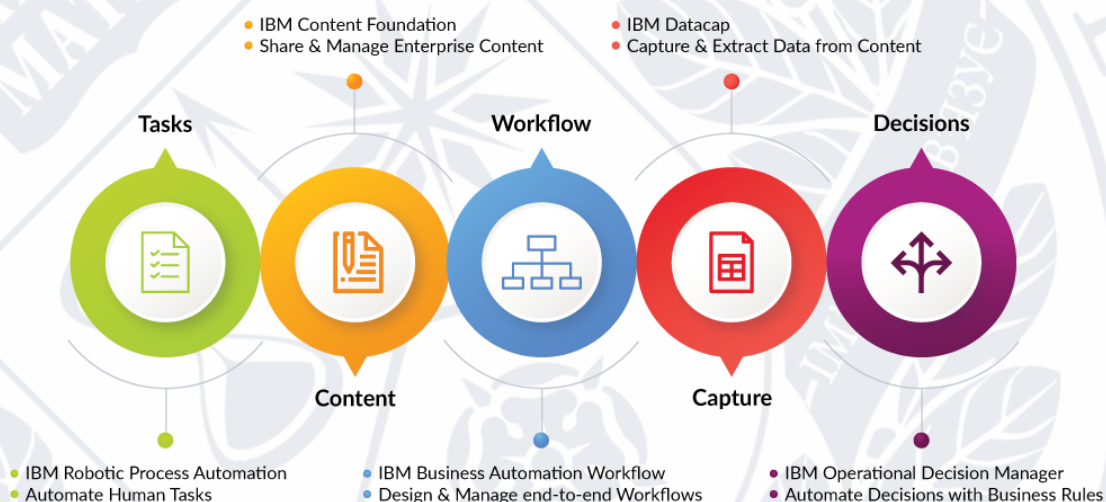 IBM Content Foundation
Share & Manage Enterprise Content
IBM Datacap
Capture & Extract Data from Content
Tasks
Workflow
Decisions
Content
Capture
IBM Robotic Process Automation
Automate Human Tasks
IBM Business Automation Workflow
Design & Manage end-to-end Workflows
IBM Operational Decision Manager
Automate Decisions with Business Rules